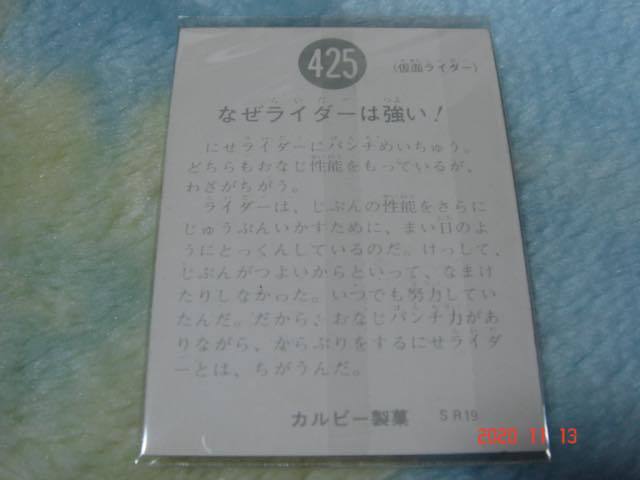 425
(仮面ライダー)
なぜライダーは強い!
にせライダーにパンチめいちゅう。
どちらもおなじ性能をもっているが、
わざがちがう。
ライダーは、じぶんの性能をさらに
じゅうぶんいかすために、まい日のよ
うにとっくんしているのだ。けっして、
じぶんがつよいからといって、なまけ
たりしなかった。いつでも努力してい
たんだ。だから、おなじパンチ力があ
りながら、ならぶりをするにせライダ
ーとは、ちがうんだ。
カルビー製菓 SR19
2020 11 13